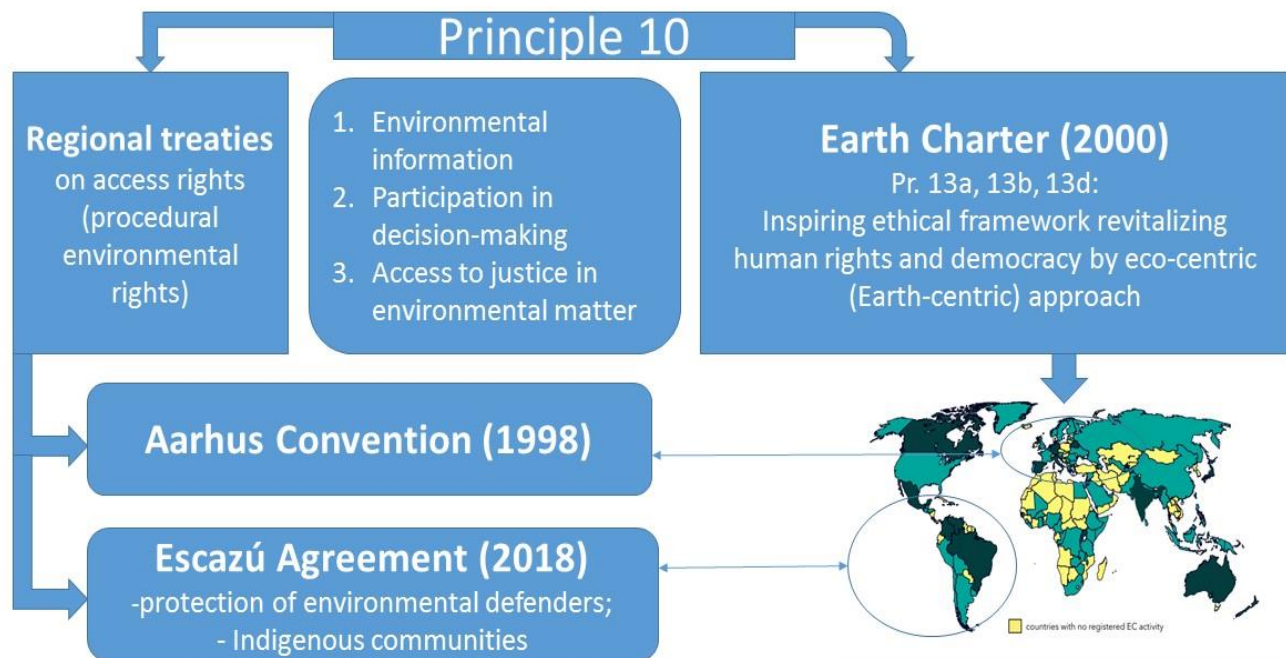 Principle 10
Regional treaties
on access rights
(procedural
environmental
rights)
1. Environmental
information
2. Participation in
decision-making
3. Access to justice in
environmental matter
Earth Charter (2000)
Pr. 13a, 13b, 13d:
Inspiring ethical framework revitalizing
human rights and democracy by eco-centric
(Earth-centric) approach
Aarhus Convention (1998)
Escazú Agreement (2018)
-protection of environmental defenders;
- Indigenous communities
countries with no registered EC activity